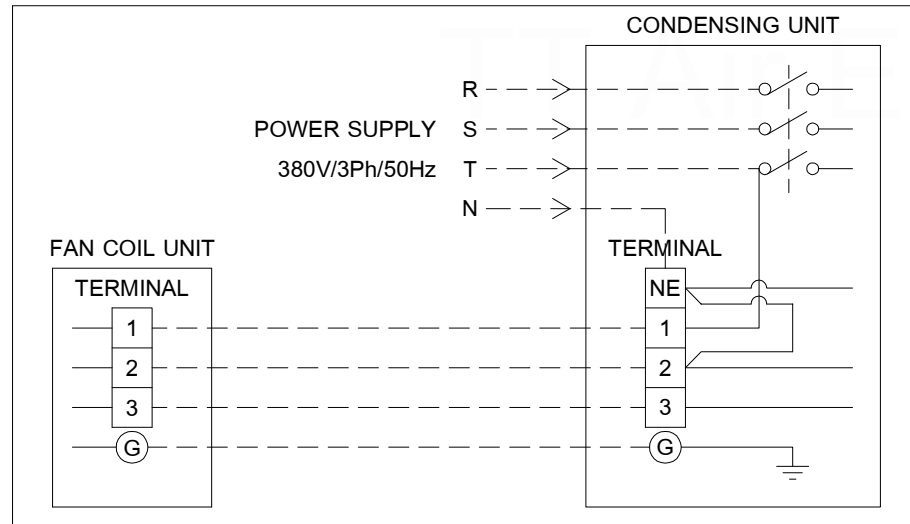 CONDENSING UNIT
R
POWER SUPPLY S
380V/3Ph/50Hz T
N
FAN COIL UNIT
TERMINAL
1
2
3
G
TERMINAL
NE
1
2
3
G